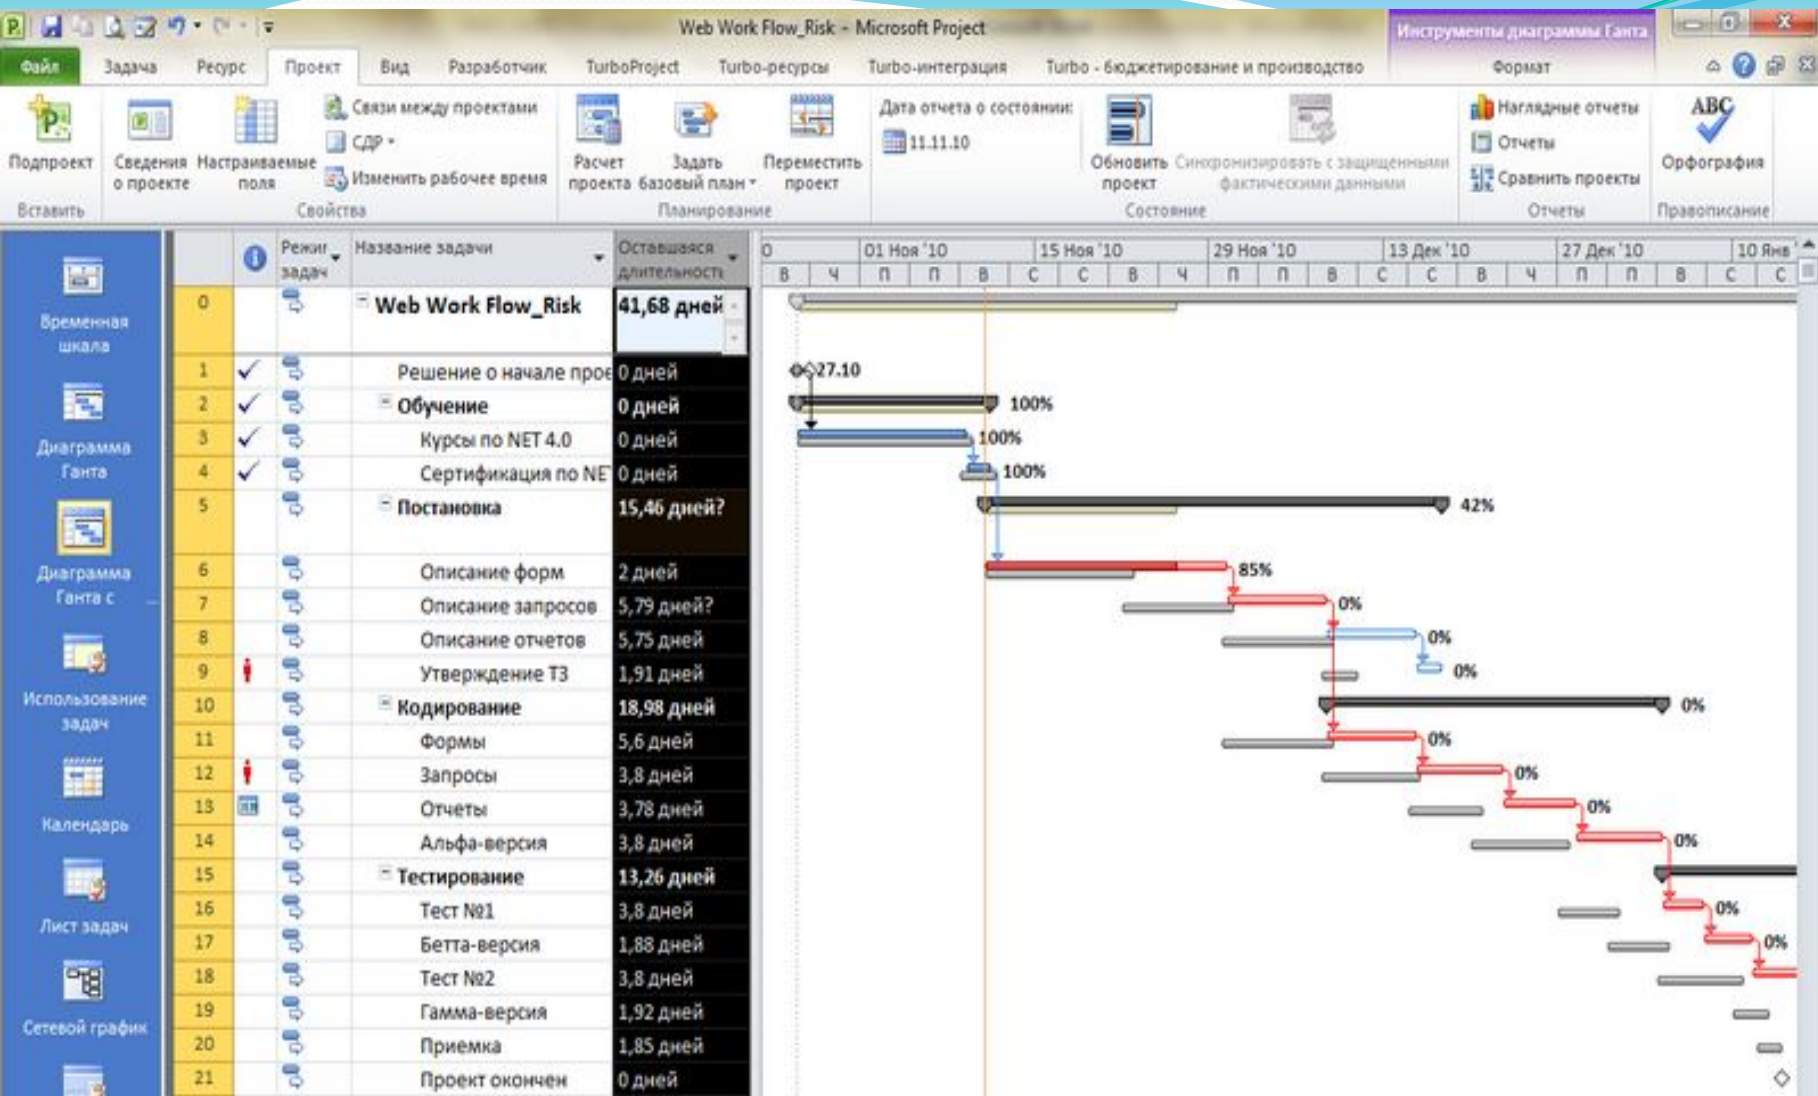 Web Work Flow_Risk - Microsoft Project
Инструменты диаграммы Ганта
Файл Задача Ресурс Проект Вид Разработчик TurboProject Turbo-ресурсы Turbo-интеграция Turbo - бюджетирование и производство Формат
Подпроект
Сведения о проекте
Настраиваемые поля
Связи между проектами
СДР
Изменить рабочее время
Расчет проекта
Задать базовый план
Переместить проект
Дата отчета о состоянии:
11.11.10
Обновить проект
Синхронизировать с защищенными фактическими данными
Наглядные отчеты
Отчеты
Сравнить проекты
ABC
Орфография
Вставить Свойства Планирование Состояние Отчеты Правописание
Временная шкала
Диаграмма Ганта
Диаграмма Ганта с ...
Использование задач
Календарь
Лист задач
Сетевой график
Режим задач Название задачи Оставшаяся длительность
0 01 Ноя '10 15 Ноя '10 29 Ноя '10 13 Дек '10 27 Дек '10 10 Янв '
В Ч П П В С С В Ч П П В С С В Ч П П В С С
0 Web Work Flow_Risk 41,68 дней
1 Решение о начале прое 0 дней 27.10
2 Обучение 0 дней 100%
3 Курсы по NET 4.0 0 дней 100%
4 Сертификация по NE 0 дней 100%
5 Постановка 15,46 дней? 42%
6 Описание форм 2 дней 85%
7 Описание запросов 5,79 дней? 0%
8 Описание отчетов 5,75 дней 0%
9 Утверждение ТЗ 1,91 дней 0%
10 Кодирование 18,98 дней 0%
11 Формы 5,6 дней 0%
12 Запросы 3,8 дней 0%
13 Отчеты 3,78 дней 0%
14 Альфа-версия 3,8 дней 0%
15 Тестирование 13,26 дней
16 Тест №1 3,8 дней 0%
17 Бетта-версия 1,88 дней 0%
18 Тест №2 3,8 дней
19 Гамма-версия 1,92 дней
20 Приемка 1,85 дней
21 Проект окончен 0 дней